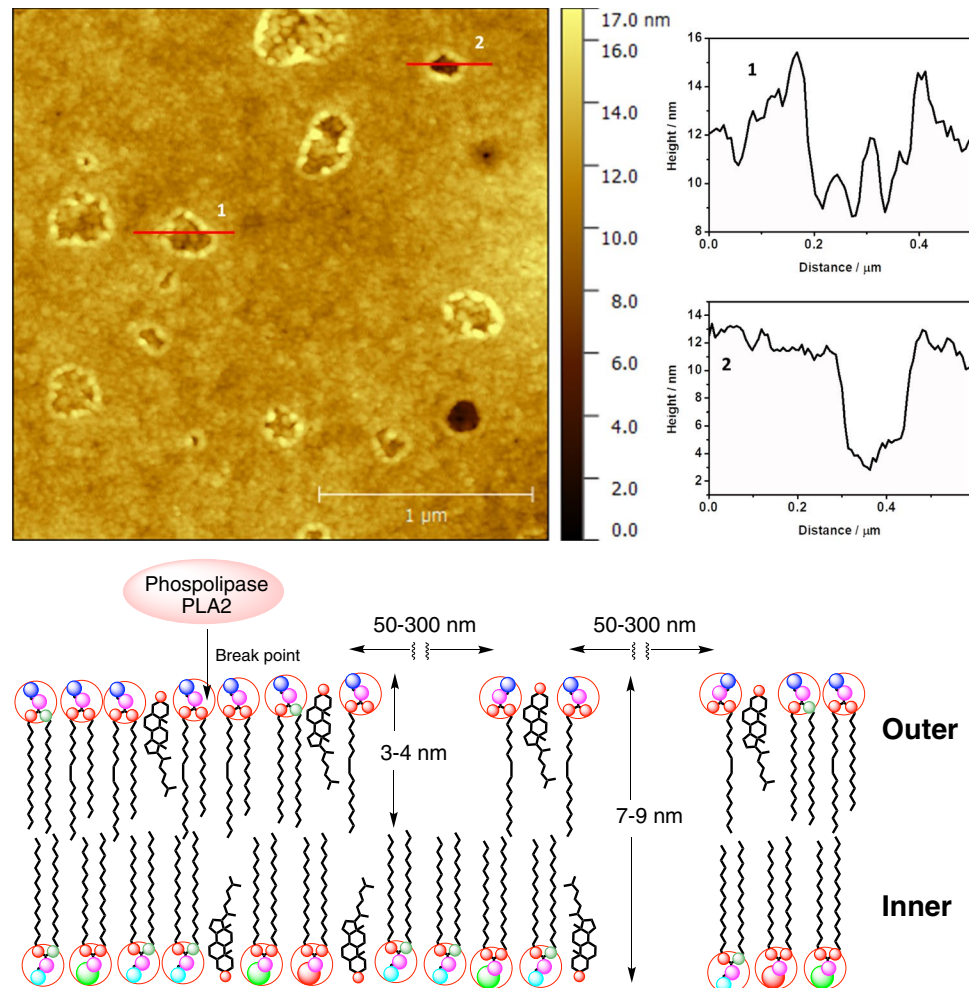 2
1
1 µm
17.0 nm
16.0
14.0
12.0
10.0
8.0
6.0
4.0
2.0
0.0
1
Height / nm
16
14
12
10
8
0.0
0.2
0.4
Distance / µm
2
Height / nm
14
12
10
8
6
4
2
0.0
0.2
0.4
Distance / µm
Phospolipase
PLA2
Break point
50-300 nm
50-300 nm
3-4 nm
7-9 nm
Outer
Inner